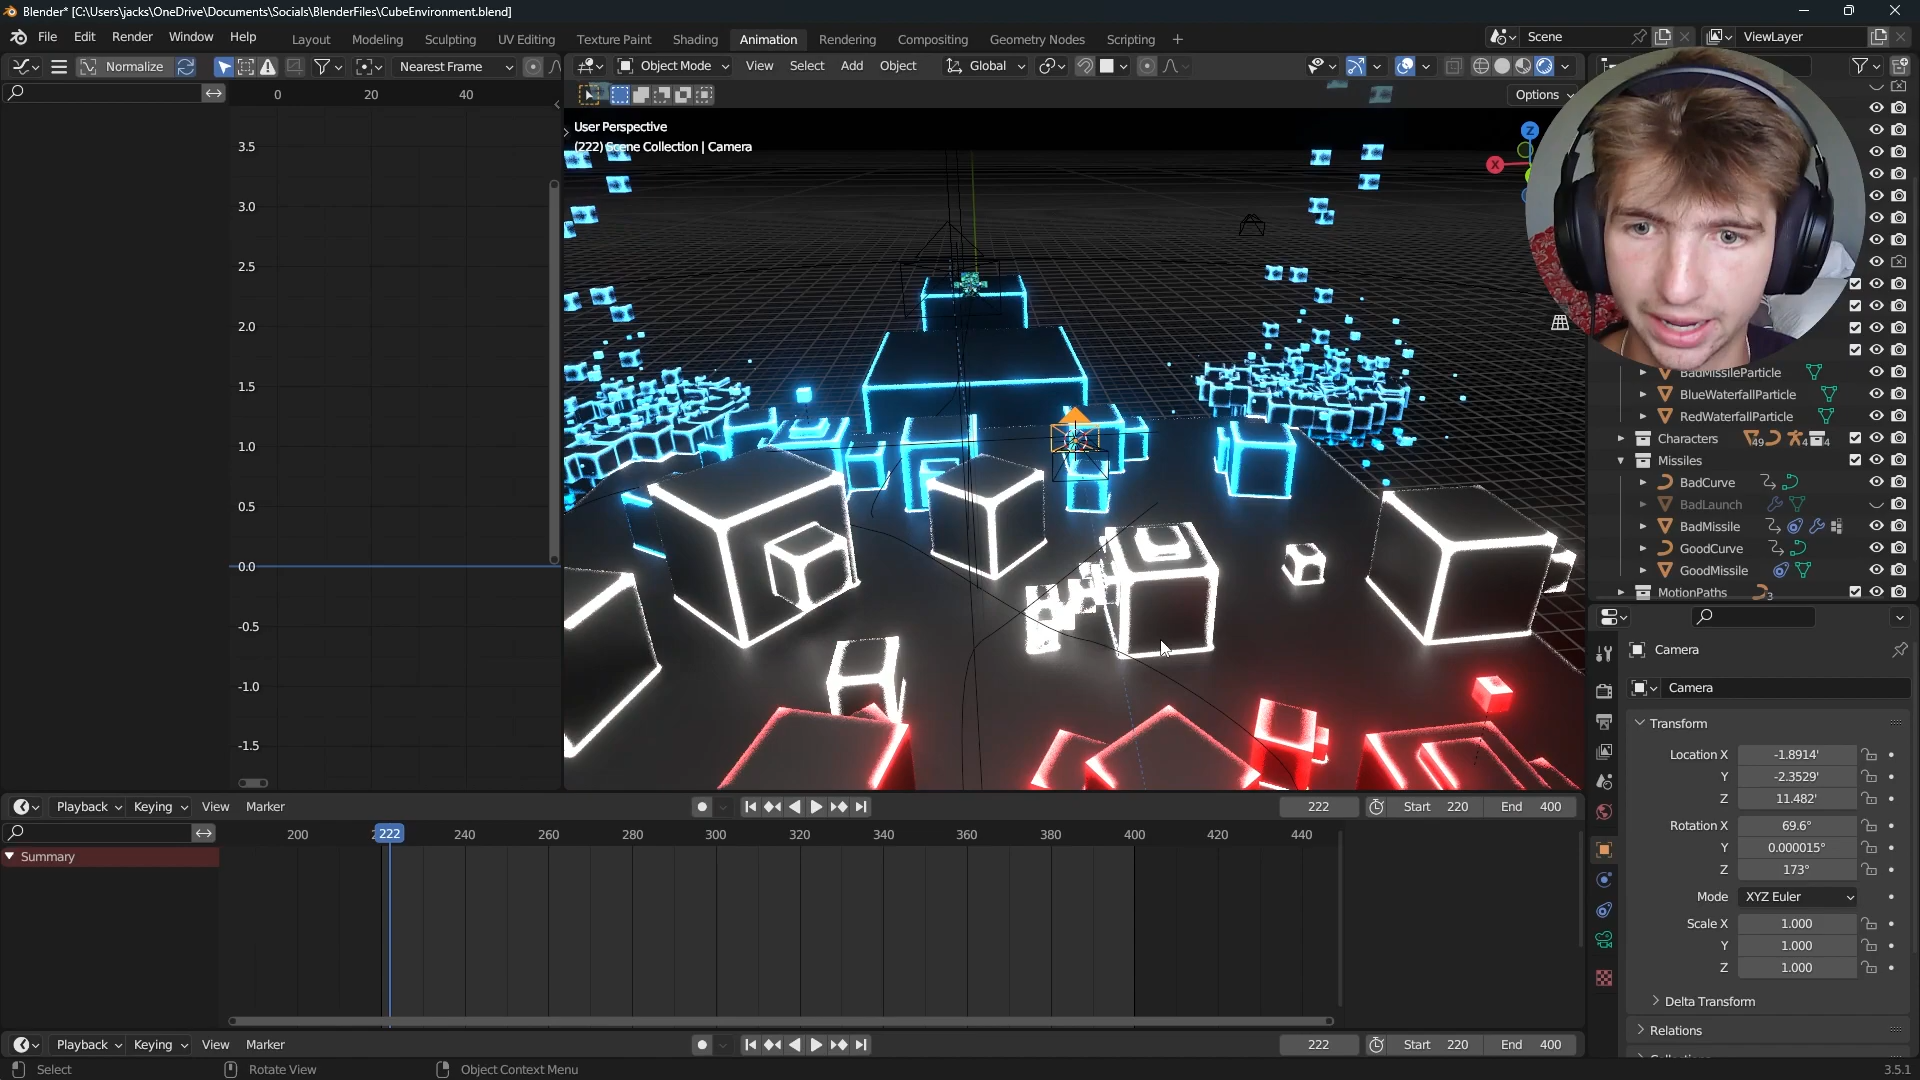 Blender* [C:\Users\jacks\OneDrive\Documents\Socials\BlenderFiles\CubeEnvironment.blend]
File Edit Render Window Help Layout Modeling Sculpting UV Editing Texture Paint Shading Animation Rendering Compositing Geometry Nodes Scripting + Scene ViewLayer
Normalize Nearest Frame Object Mode View Select Add Object Global
0 20 40 Options
User Perspective
(222) Scene Collection | Camera
3.5
3.0
2.5
2.0
1.5
1.0
0.5
0.0
-0.5
-1.0
-1.5
Z
X
BadMissileParticle
BlueWaterfallParticle
RedWaterfallParticle
Characters 49 4 4
Missiles
BadCurve
BadLaunch
BadMissile
GoodCurve
GoodMissile
MotionPaths 3
Camera
Camera
Transform
Location X -1.8914'
Y -2.3529'
Z 11.482'
Rotation X 69.6°
Y 0.000015°
Z 173°
Mode XYZ Euler
Scale X 1.000
Y 1.000
Z 1.000
Delta Transform
Relations
Playback Keying View Marker 222 Start 220 End 400
200 222 240 260 280 300 320 340 360 380 400 420 440
Summary
Playback Keying View Marker 222 Start 220 End 400
Select Rotate View Object Context Menu 3.5.1